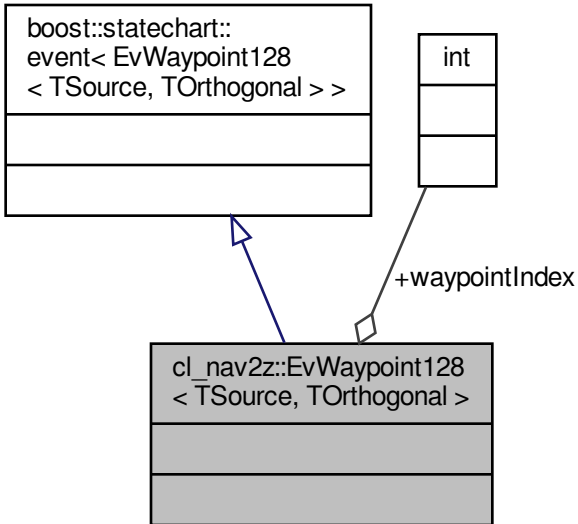 boost::statechart::
event< EvWaypoint128
< TSource, TOrthogonal > >
int
+waypointIndex
cl_nav2z::EvWaypoint128
< TSource, TOrthogonal >